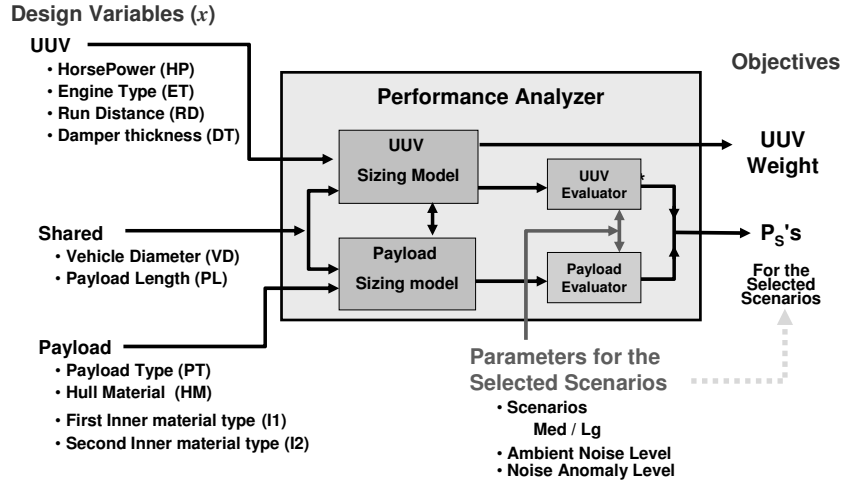 Design Variables (x)
UUV
• HorsePower (HP)
• Engine Type (ET)
• Run Distance (RD)
• Damper thickness (DT)
Shared
• Vehicle Diameter (VD)
• Payload Length (PL)
Payload
• Payload Type (PT)
• Hull Material (HM)
• First Inner material type (I1)
• Second Inner material type (I2)
Performance Analyzer
UUV
Sizing Model
Payload
Sizing model
UUV
Evaluator
*
Payload
Evaluator
Parameters for the
Selected Scenarios
• Scenarios
Med / Lg
• Ambient Noise Level
• Noise Anomaly Level
Objectives
UUV
Weight
PS's
For the
Selected
Scenarios